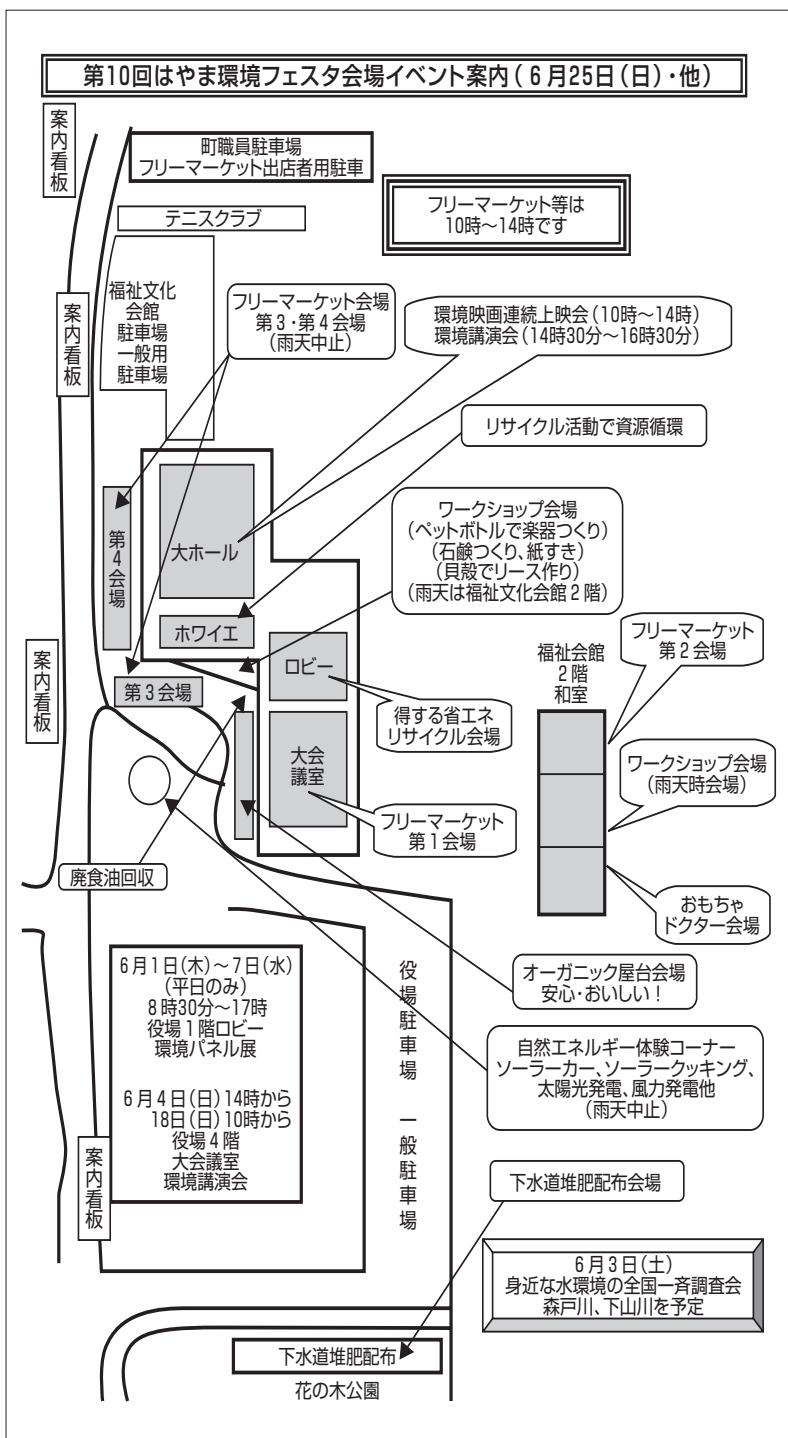 第10回はやま環境フェスタ会場イベント案内(6月25日(日)・他)
案内看板
町職員駐車場
フリーマーケット出店者用駐車
フリーマーケット等は
10時〜14時です
テニスクラブ
案内看板
福祉文化
会館
駐車場
一般用
駐車場
フリーマーケット会場
第3・第4会場
(雨天中止)
環境映画連続上映会(10時〜14時)
環境講演会(14時30分〜16時30分)
リサイクル活動で資源循環
第4会場
大ホール
ワークショップ会場
(ペットボトルで楽器つくり)
(石鹸つくり、紙すき)
(貝殻でリース作り)
(雨天は福祉文化会館2階)
ホワイエ
案内看板
第3会場
ロビー
得する省エネ
リサイクル会場
福祉会館
2階
和室
フリーマーケット
第2会場
大会
議室
フリーマーケット
第1会場
ワークショップ会場
(雨天時会場)
廃食油回収
おもちゃ
ドクター会場
オーガニック屋台会場
安心・おいしい!
6月1日(木)〜7日(水)
(平日のみ)
8時30分〜17時
役場1階ロビー
環境パネル展
6月4日(日)14時から
18日(日)10時から
役場4階
大会議室
環境講演会
役場駐車場 一般駐車場
自然エネルギー体験コーナー
ソーラーカー、ソーラークッキング、
太陽光発電、風力発電他
(雨天中止)
案内看板
下水道堆肥配布会場
6月3日(土)
身近な水環境の全国一斉調査会
森戸川、下山川を予定
下水道堆肥配布
花の木公園